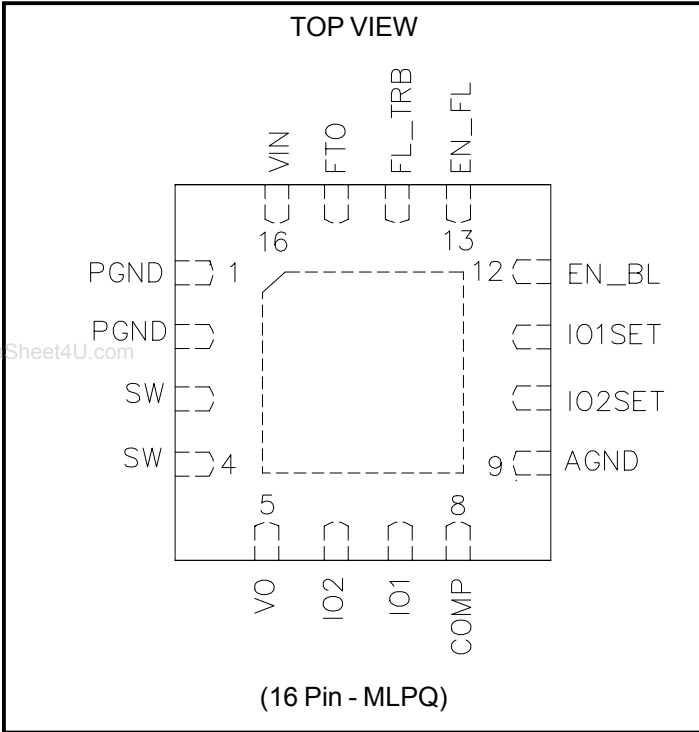 TOP VIEW
VIN
FTO
FL_TRB
EN_FL
16
13
PGND 1
12 EN_BL
PGND
IO1SET
Sheet4U.com
SW
IO2SET
SW 4
9 AGND
5
8
VO
IO2
IO1
COMP
(16 Pin - MLPQ)